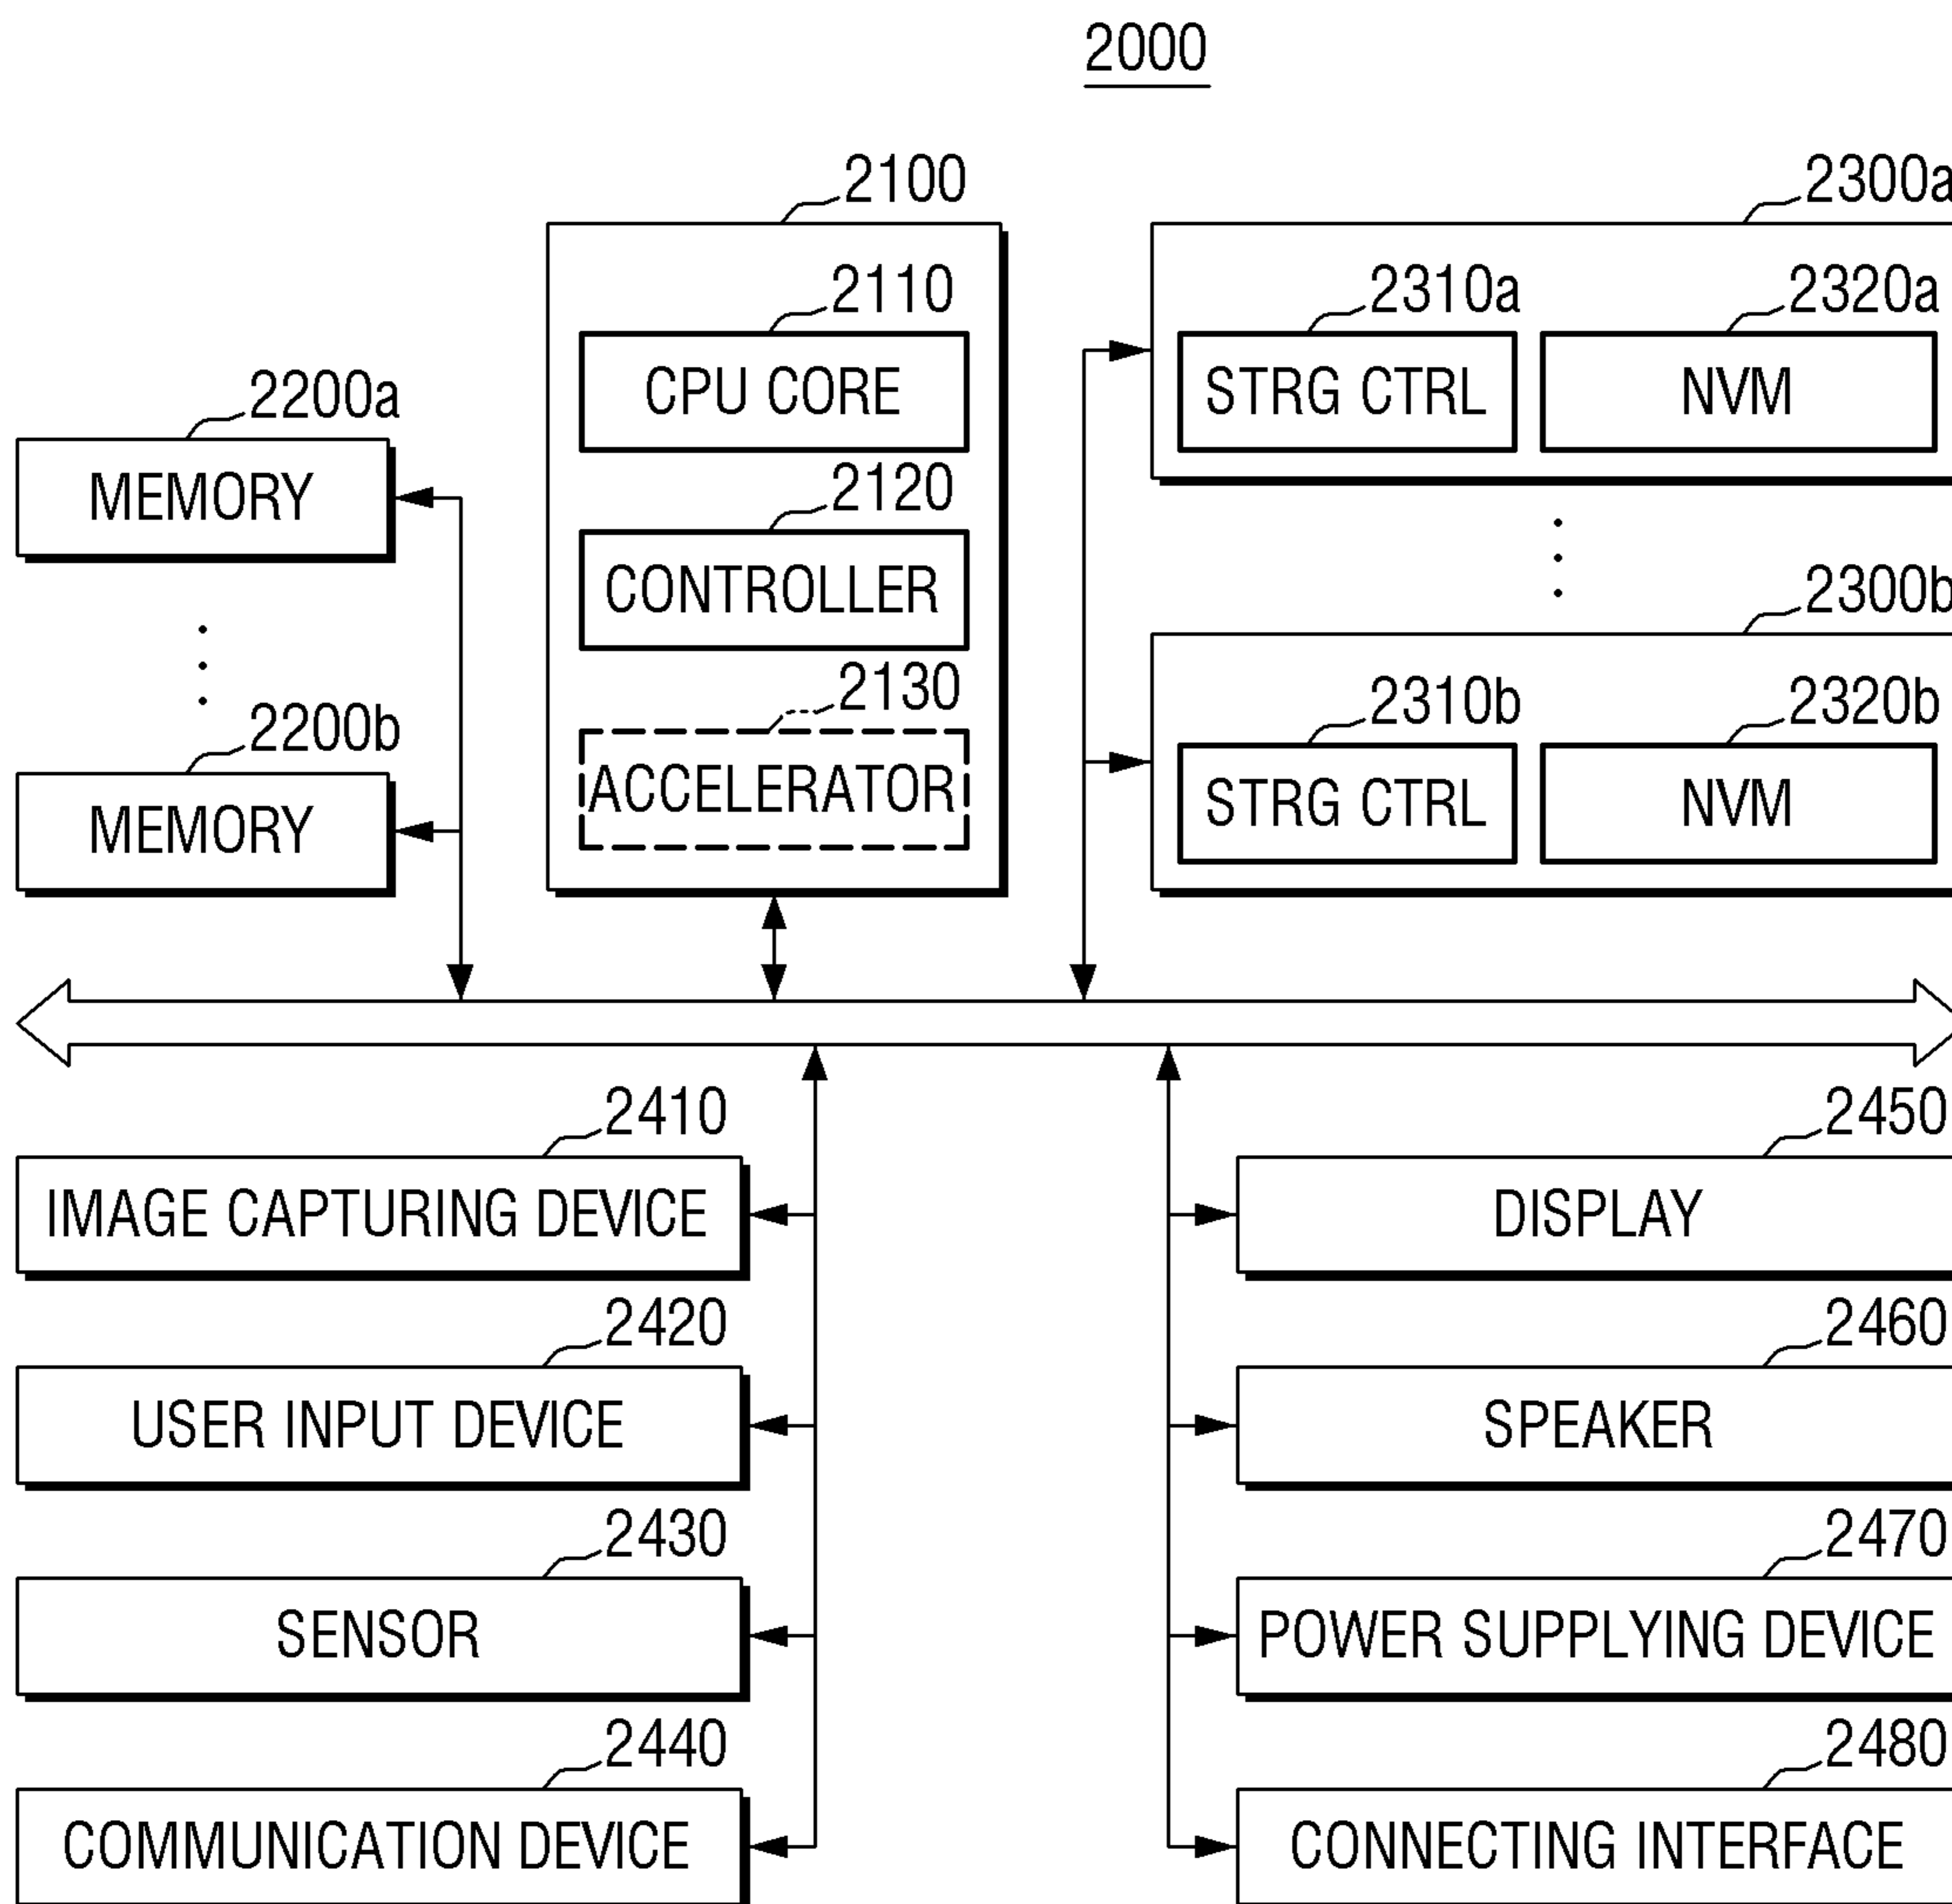 2000
2100
2300a
2110
2310a
2320a
CPU CORE
STRG CTRL
NVM
2200a
MEMORY
2120
CONTROLLER
2300b
2130
2310b
2320b
2200b
ACCELERATOR
STRG CTRL
NVM
MEMORY
2410
2450
IMAGE CAPTURING DEVICE
DISPLAY
2420
2460
USER INPUT DEVICE
SPEAKER
2430
2470
SENSOR
POWER SUPPLYING DEVICE
2440
2480
COMMUNICATION DEVICE
CONNECTING INTERFACE